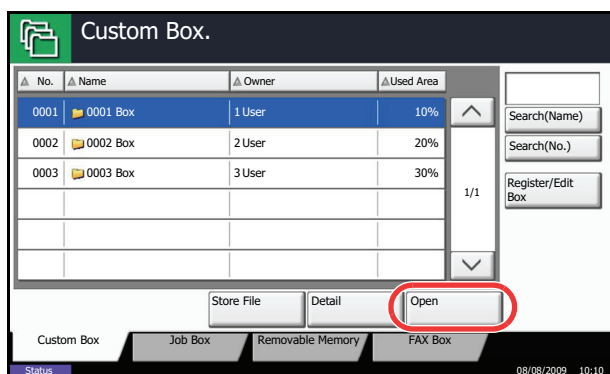 Custom Box.
No. Name Owner Used Area
0001 0001 Box 1 User 10%
0002 0002 Box 2 User 20%
0003 0003 Box 3 User 30%
1/1
Search(Name)
Search(No.)
Register/Edit
Box
Store File Detail Open
Custom Box Job Box Removable Memory FAX Box
Status 08/08/2009 10:10